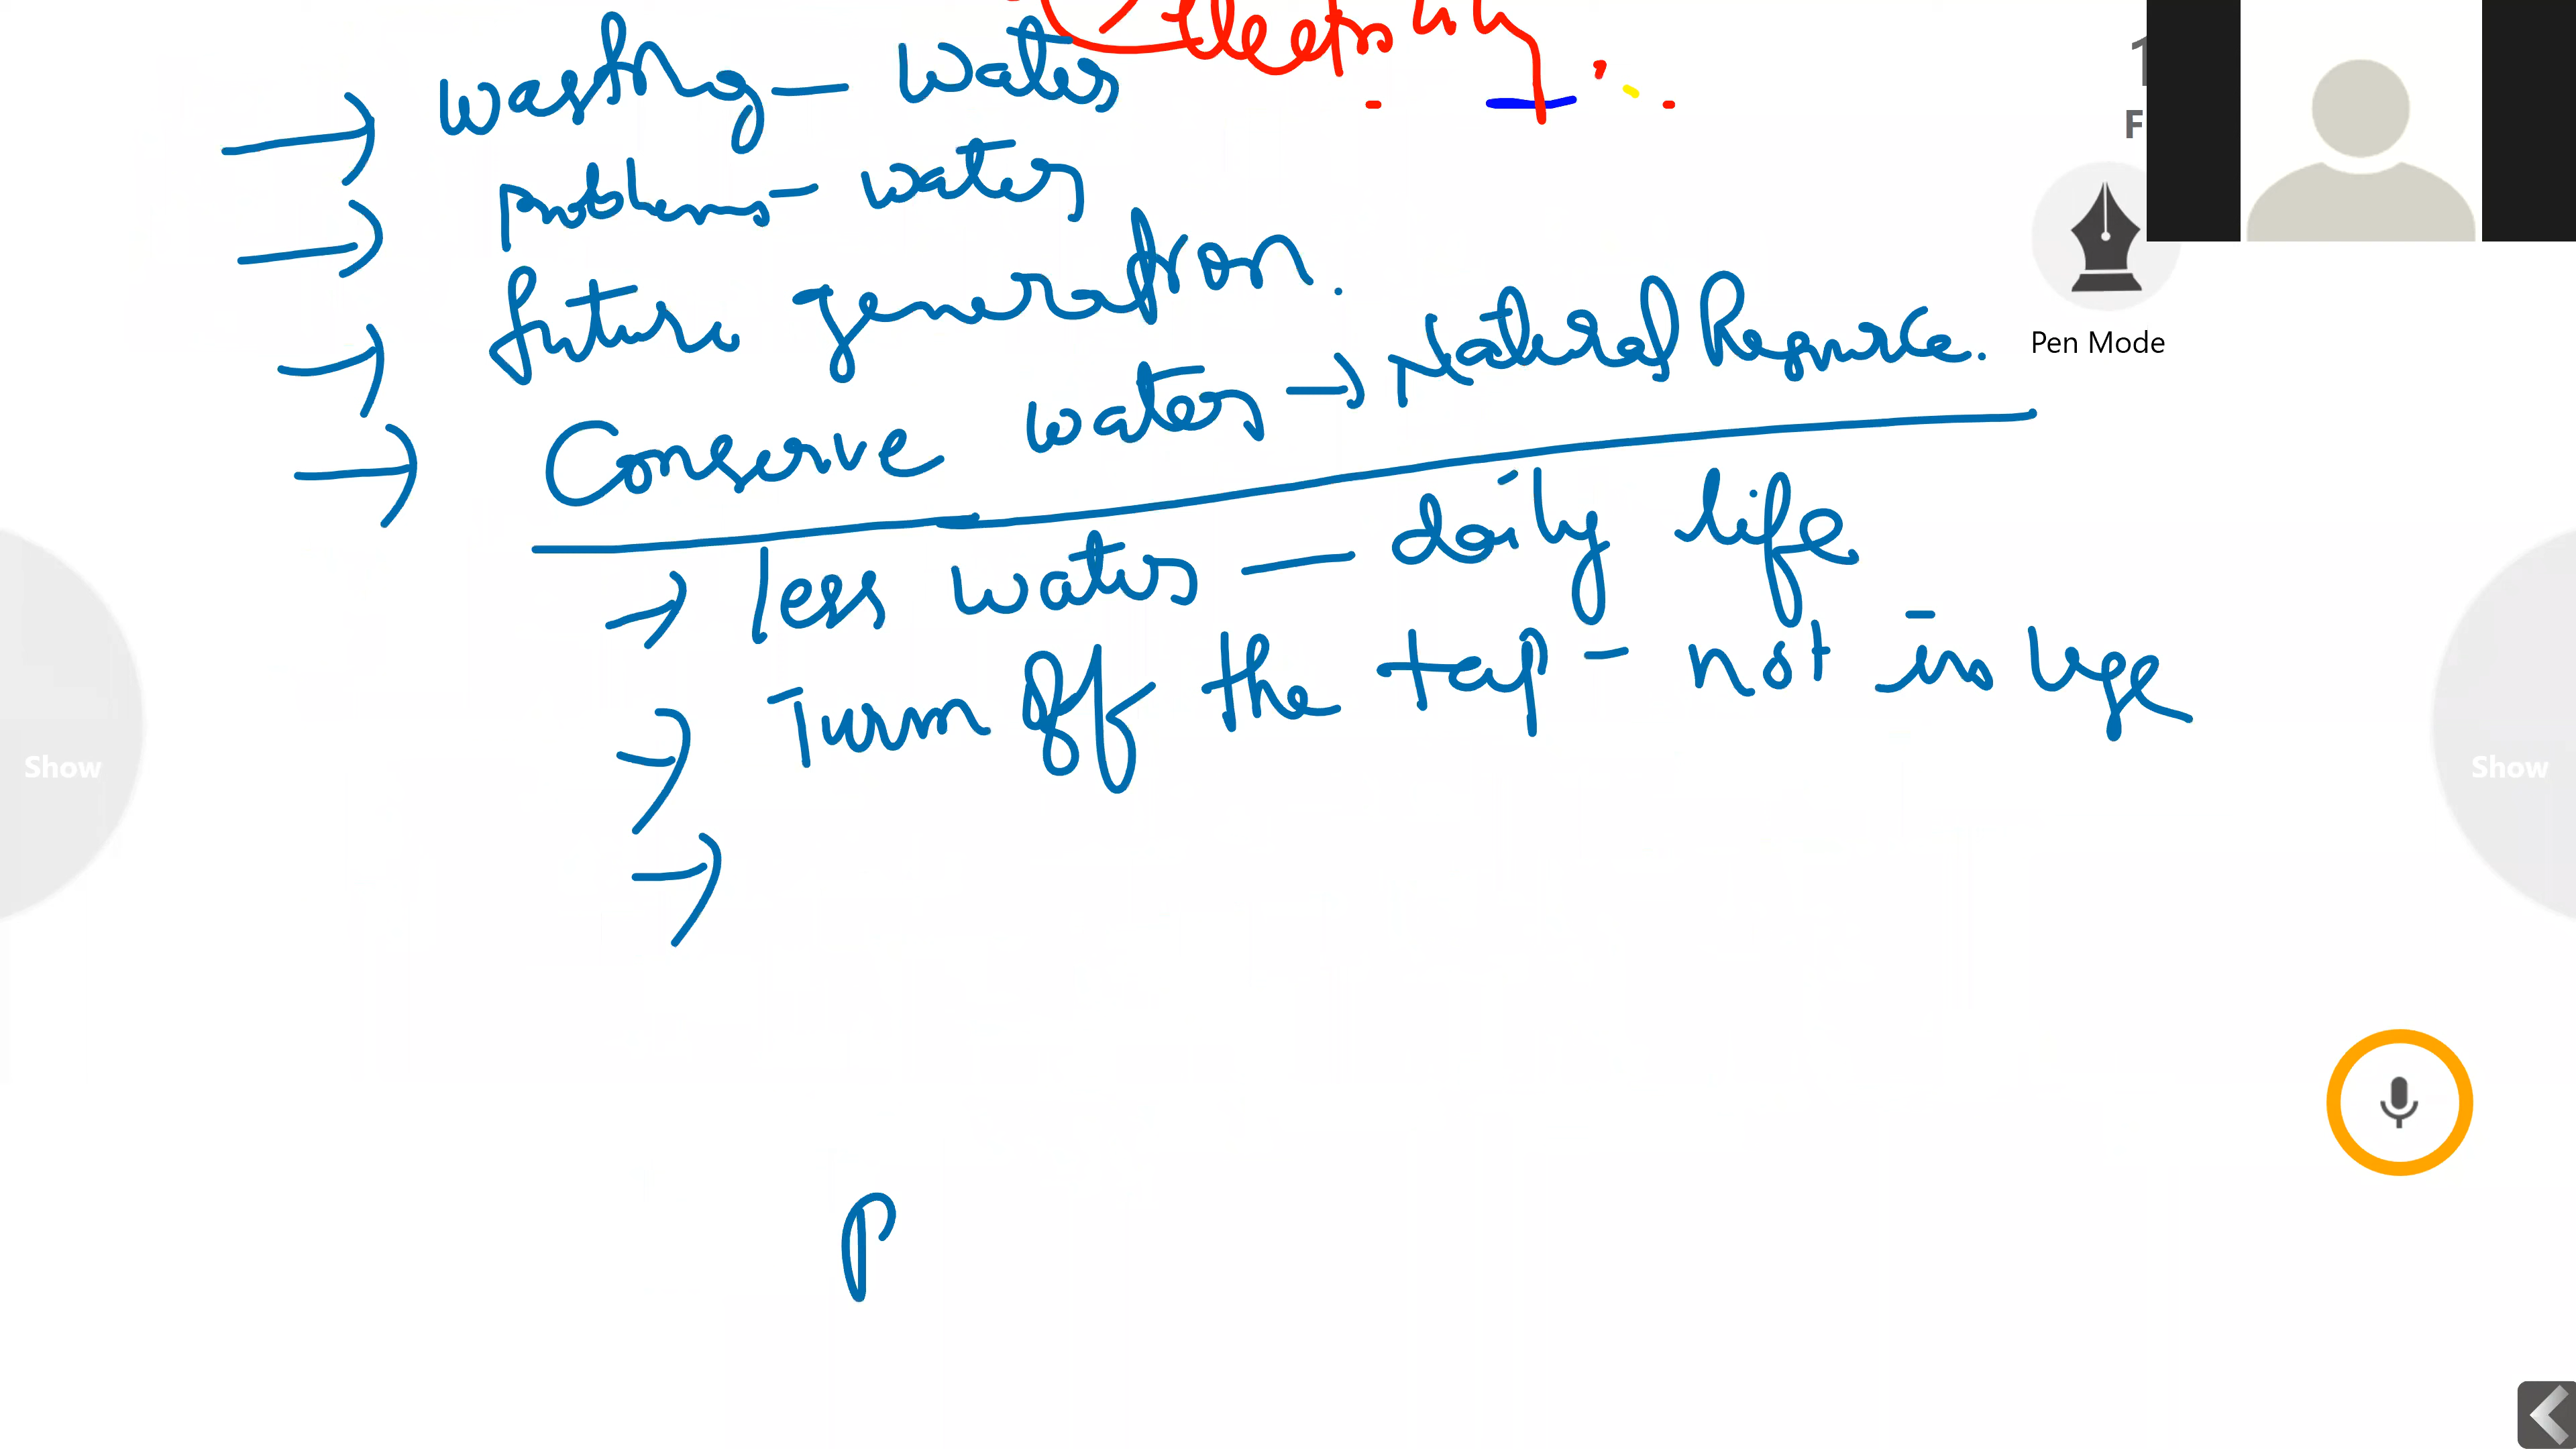 Electricity
→ washing – water
→ problems – water
→ future generation.
→ Conserve water → Natural Resource.
→ less water – daily life
→ Turn off the tap – not in use
→
P
1
F
Pen Mode
Show
Show